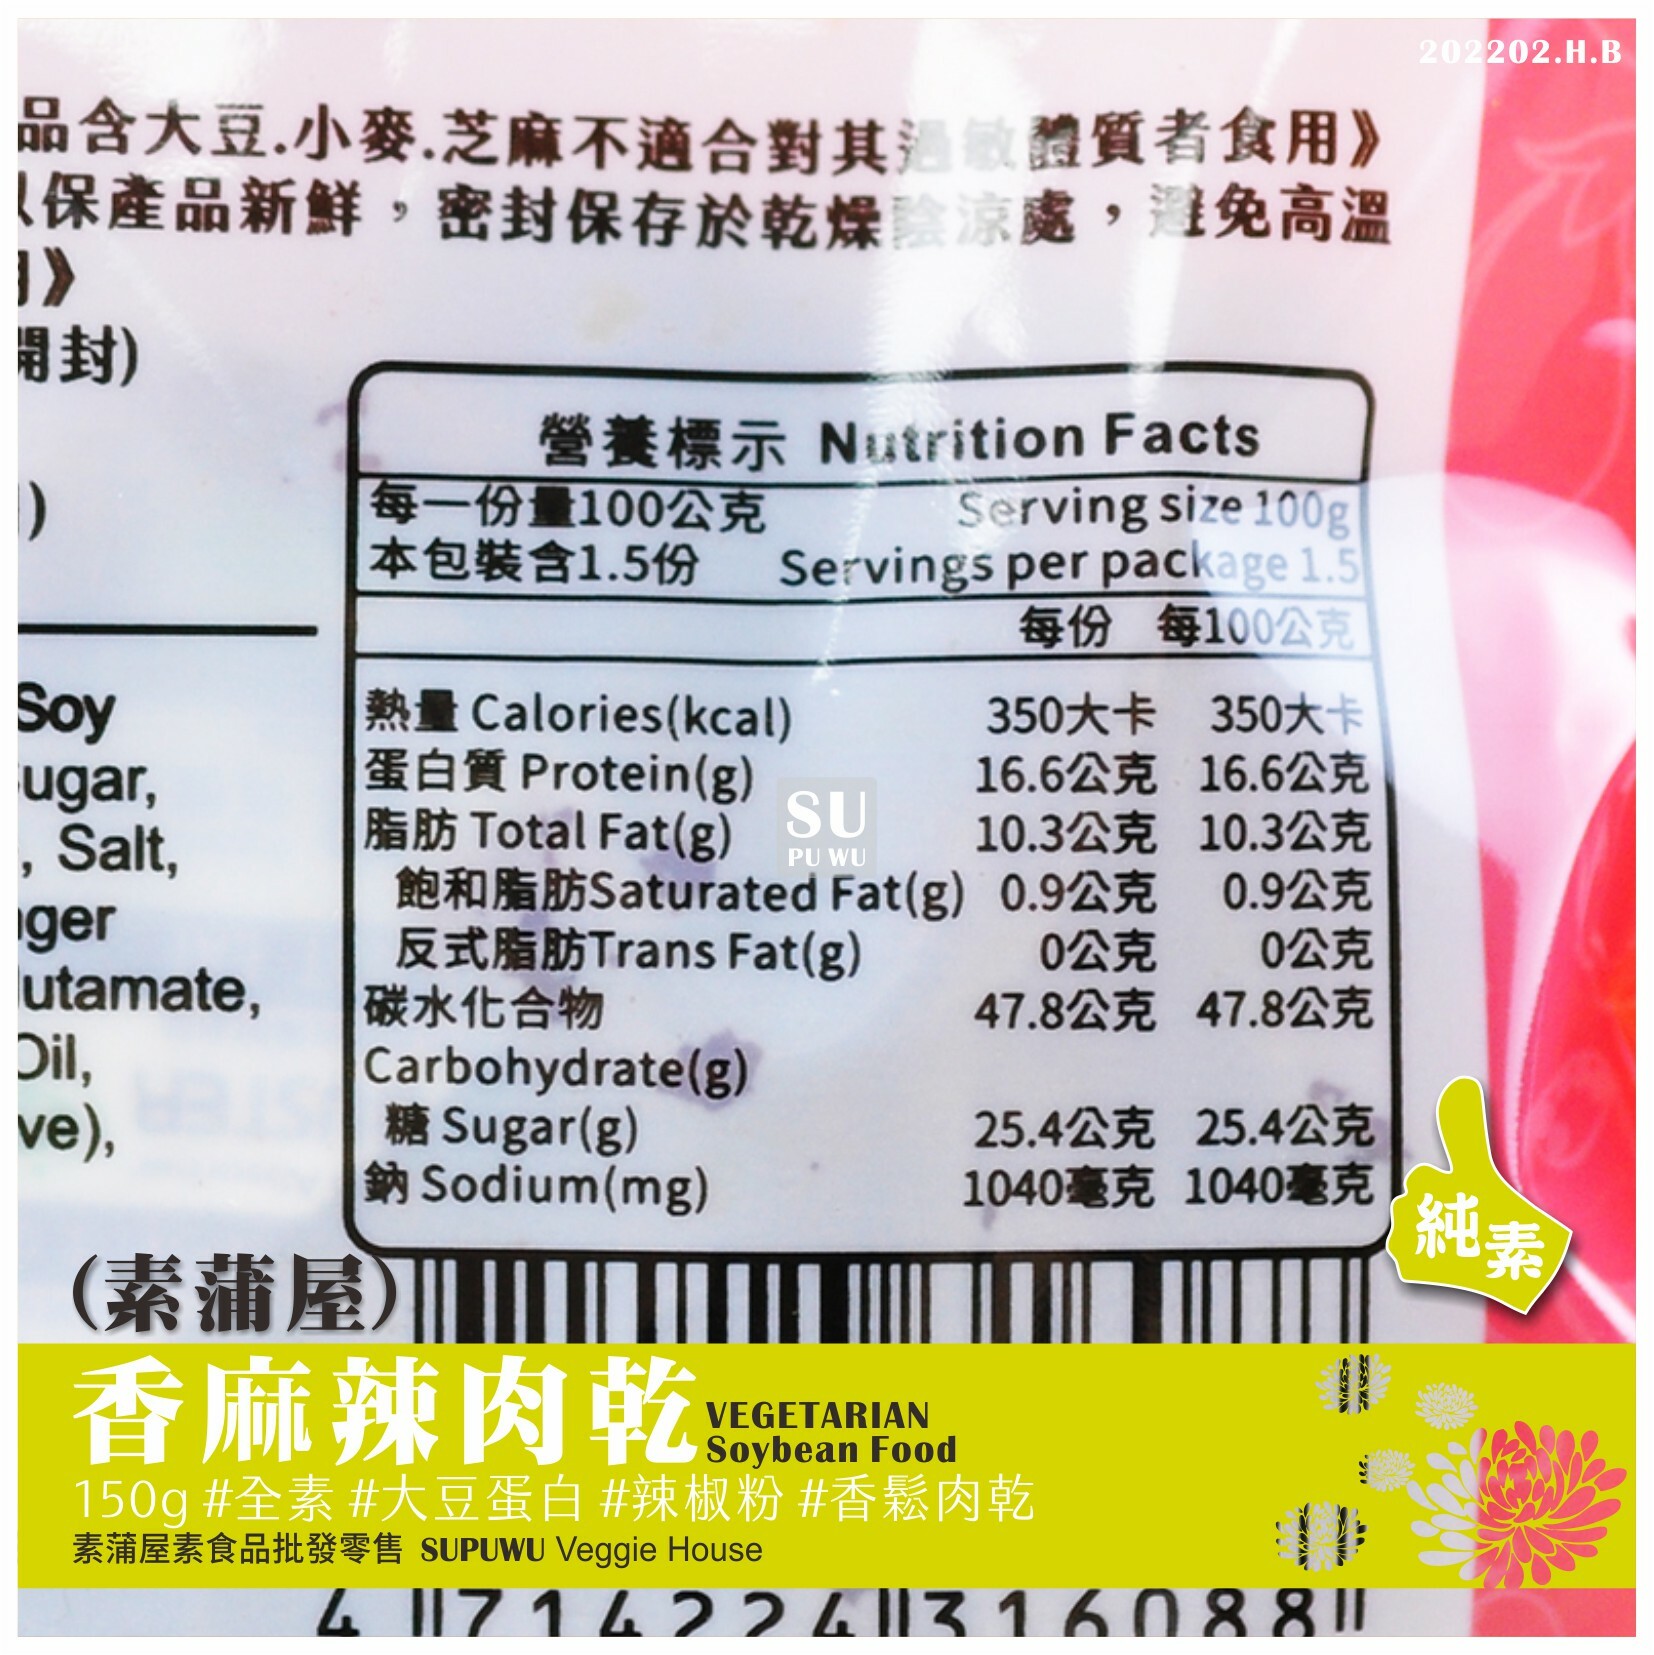 202202.H.B
品含大豆.小麥.芝麻不適合對其過敏體質者食用》
保產品新鮮，密封保存於乾燥陰涼處，避免高溫
》
開封)
)
營養標示 Nutrition Facts
每一份量100公克 Serving size 100g
本包裝含1.5份 Servings per package 1.5
每份 每100公克
熱量 Calories(kcal) 350大卡 350大卡
蛋白質 Protein(g) 16.6公克 16.6公克
脂肪 Total Fat(g) 10.3公克 10.3公克
飽和脂肪Saturated Fat(g) 0.9公克 0.9公克
反式脂肪Trans Fat(g) 0公克 0公克
碳水化合物 47.8公克 47.8公克
Carbohydrate(g)
糖 Sugar(g) 25.4公克 25.4公克
鈉 Sodium(mg) 1040毫克 1040毫克
Soy
ugar,
, Salt,
ger
lutamate,
Oil,
ve),
SU
PU WU
純素
(素蒲屋)
香麻辣肉乾 VEGETARIAN
Soybean Food
150g #全素 #大豆蛋白 #辣椒粉 #香鬆肉乾
素蒲屋素食品批發零售 SUPUWU Veggie House
4 714224 316088